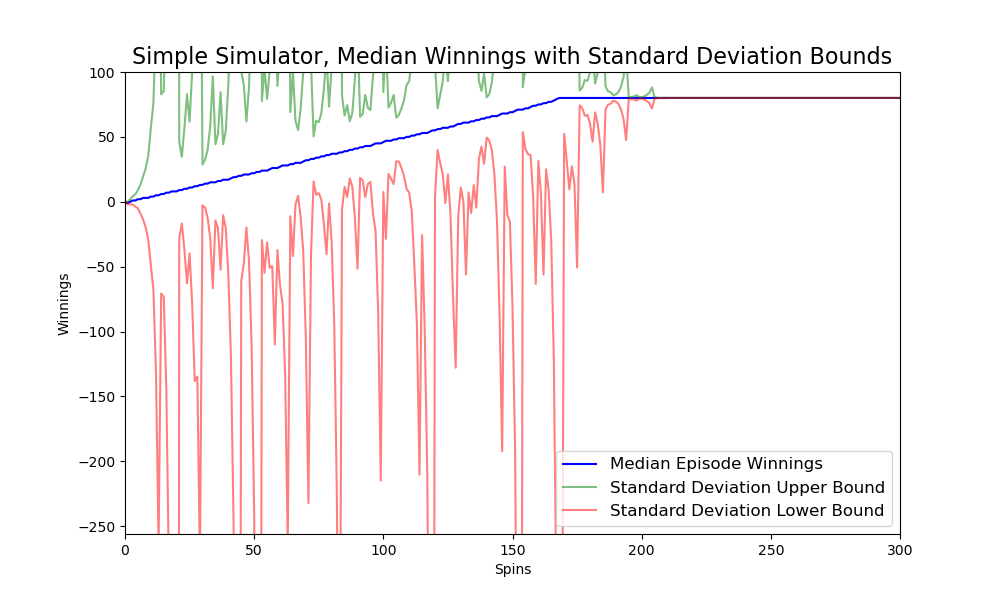 Simple Simulator, Median Winnings with Standard Deviation Bounds
100
50
0
−50
−100
−150
−200
−250
Winnings
Median Episode Winnings
Standard Deviation Upper Bound
Standard Deviation Lower Bound
0 50 100 150 200 250 300
Spins